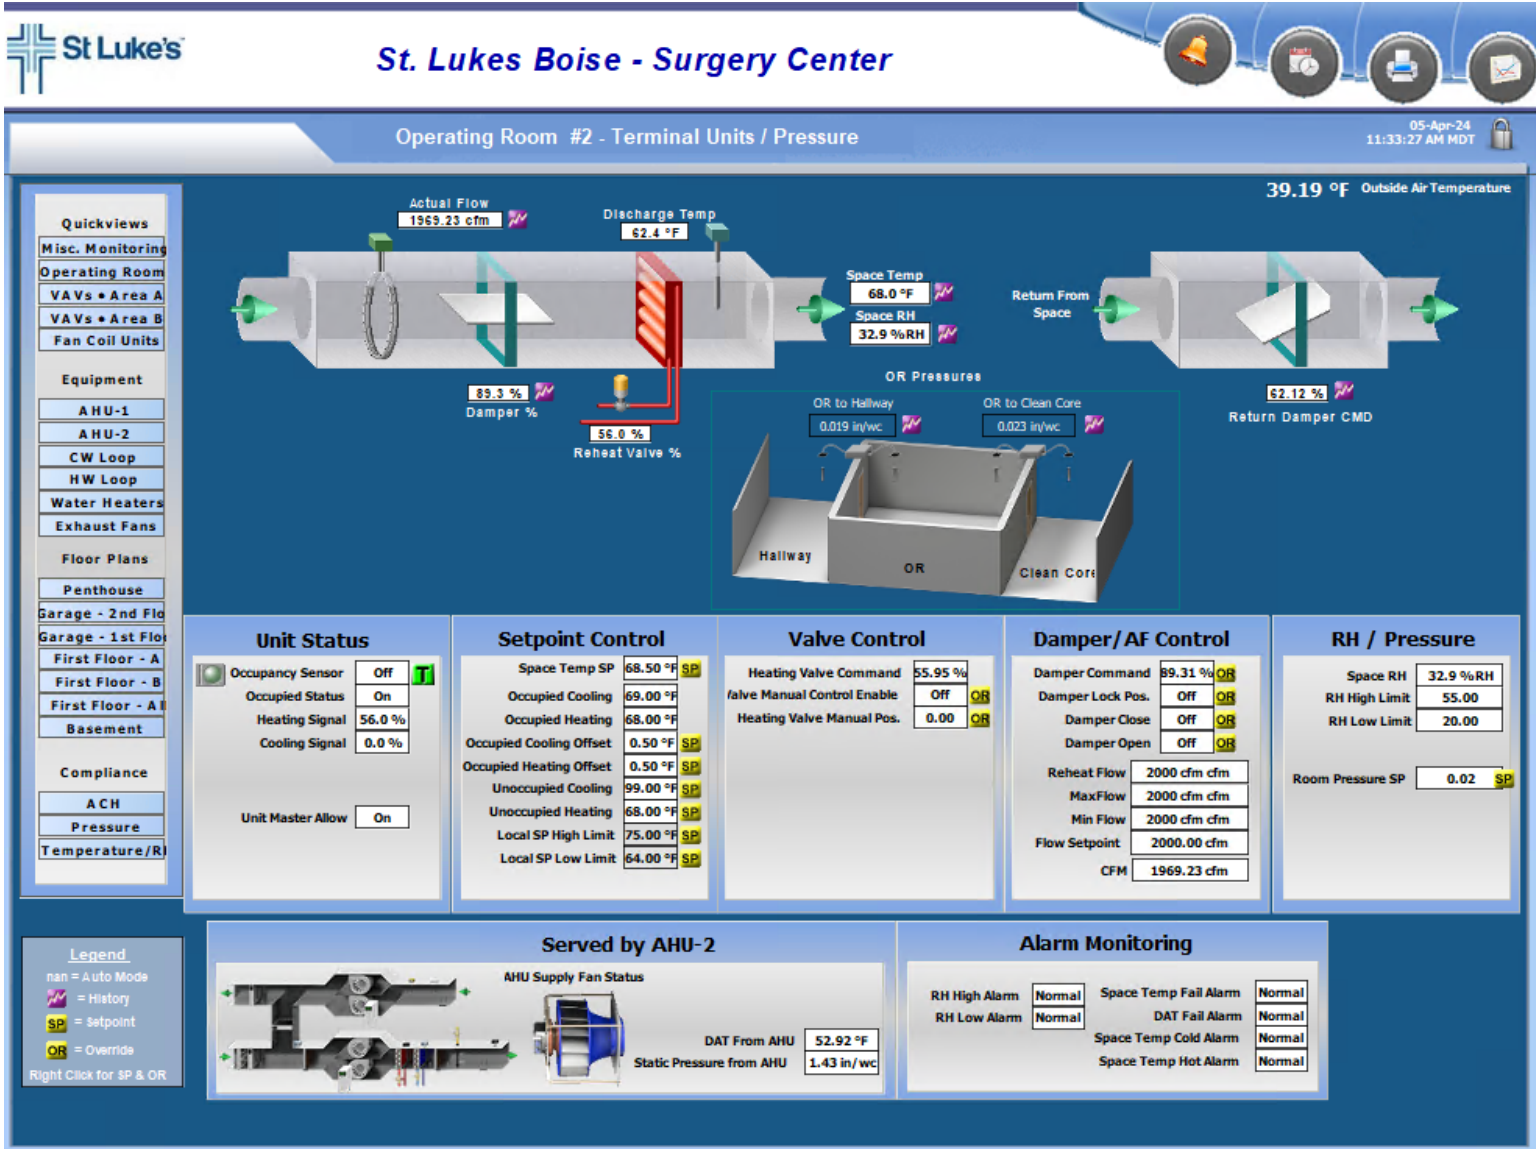 St Luke's
St. Lukes Boise - Surgery Center
Operating Room #2 - Terminal Units / Pressure
05-Apr-24
11:33:27 AM MDT
39.19 °F Outside Air Temperature
Quickviews
Misc. Monitoring
Operating Room
VAVs • Area A
VAVs • Area B
Fan Coil Units
Equipment
AHU-1
AHU-2
CW Loop
HW Loop
Water Heaters
Exhaust Fans
Floor Plans
Penthouse
Garage - 2nd Flo
Garage - 1st Flo
First Floor - A
First Floor - B
First Floor - Al
Basement
Compliance
ACH
Pressure
Temperature/R
Actual Flow
1969.23 cfm
Discharge Temp
62.4 °F
Space Temp
68.0 °F
Space RH
32.9 %RH
Return From
Space
89.3 %
Damper %
56.0 %
Reheat Valve %
62.12 %
Return Damper CMD
OR Pressures
OR to Hallway
0.019 in/wc
OR to Clean Core
0.023 in/wc
Hallway
OR
Clean Core
Unit Status
Occupancy Sensor Off T
Occupied Status On
Heating Signal 56.0 %
Cooling Signal 0.0 %
Unit Master Allow On
Setpoint Control
Space Temp SP 68.50 °F SP
Occupied Cooling 69.00 °F
Occupied Heating 68.00 °F
Occupied Cooling Offset 0.50 °F SP
Occupied Heating Offset 0.50 °F SP
Unoccupied Cooling 99.00 °F SP
Unoccupied Heating 68.00 °F SP
Local SP High Limit 75.00 °F SP
Local SP Low Limit 64.00 °F SP
Valve Control
Heating Valve Command 55.95 %
Valve Manual Control Enable Off OR
Heating Valve Manual Pos. 0.00 OR
Damper/AF Control
Damper Command 89.31 % OR
Damper Lock Pos. Off OR
Damper Close Off OR
Damper Open Off OR
Reheat Flow 2000 cfm cfm
MaxFlow 2000 cfm cfm
Min Flow 2000 cfm cfm
Flow Setpoint 2000.00 cfm
CFM 1969.23 cfm
RH / Pressure
Space RH 32.9 %RH
RH High Limit 55.00
RH Low Limit 20.00
Room Pressure SP 0.02 SP
Legend
nan = Auto Mode
= History
SP = Setpoint
OR = Override
Right Click for SP & OR
Served by AHU-2
AHU Supply Fan Status
DAT From AHU 52.92 °F
Static Pressure from AHU 1.43 in/wc
Alarm Monitoring
RH High Alarm Normal
RH Low Alarm Normal
Space Temp Fail Alarm Normal
DAT Fail Alarm Normal
Space Temp Cold Alarm Normal
Space Temp Hot Alarm Normal